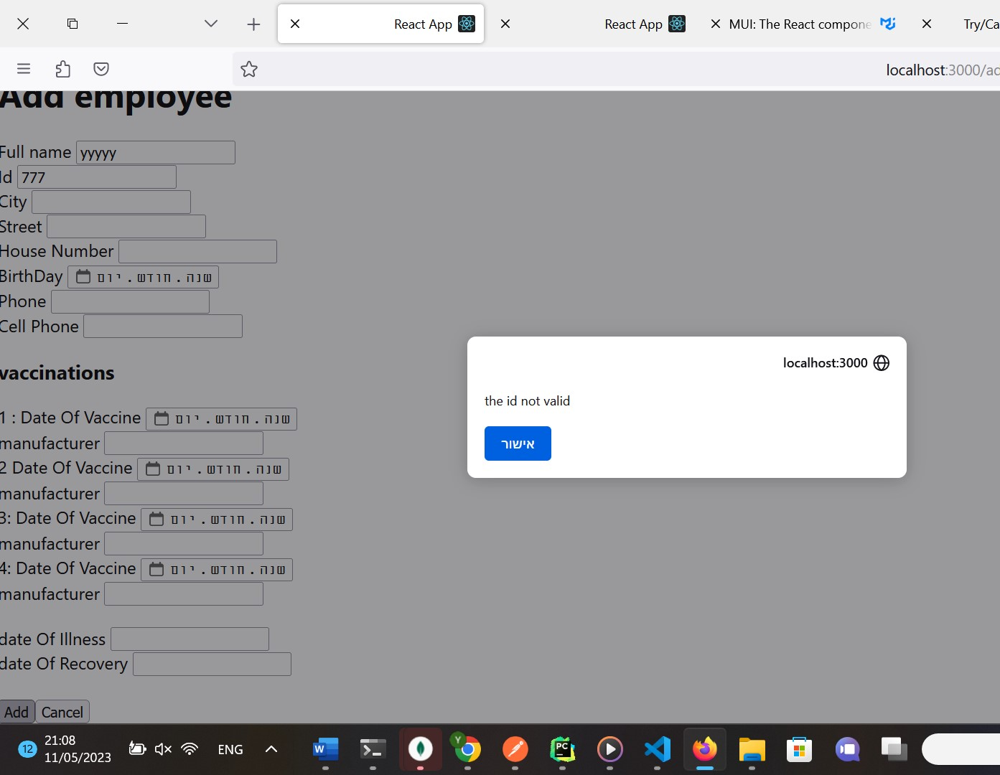 React App
React App
MUI: The React compone
Try/Ca
localhost:3000/ad
Add employee
Full name yyyyy
Id 777
City
Street
House Number
BirthDay יום.חודש.שנה
Phone
Cell Phone
vaccinations
1 : Date Of Vaccine יום.חודש.שנה
manufacturer
2 Date Of Vaccine יום.חודש.שנה
manufacturer
3: Date Of Vaccine יום.חודש.שנה
manufacturer
4: Date Of Vaccine יום.חודש.שנה
manufacturer
date Of Illness
date Of Recovery
Add Cancel
localhost:3000
the id not valid
אישור
12
21:08
11/05/2023
ENG
W
Y
PC